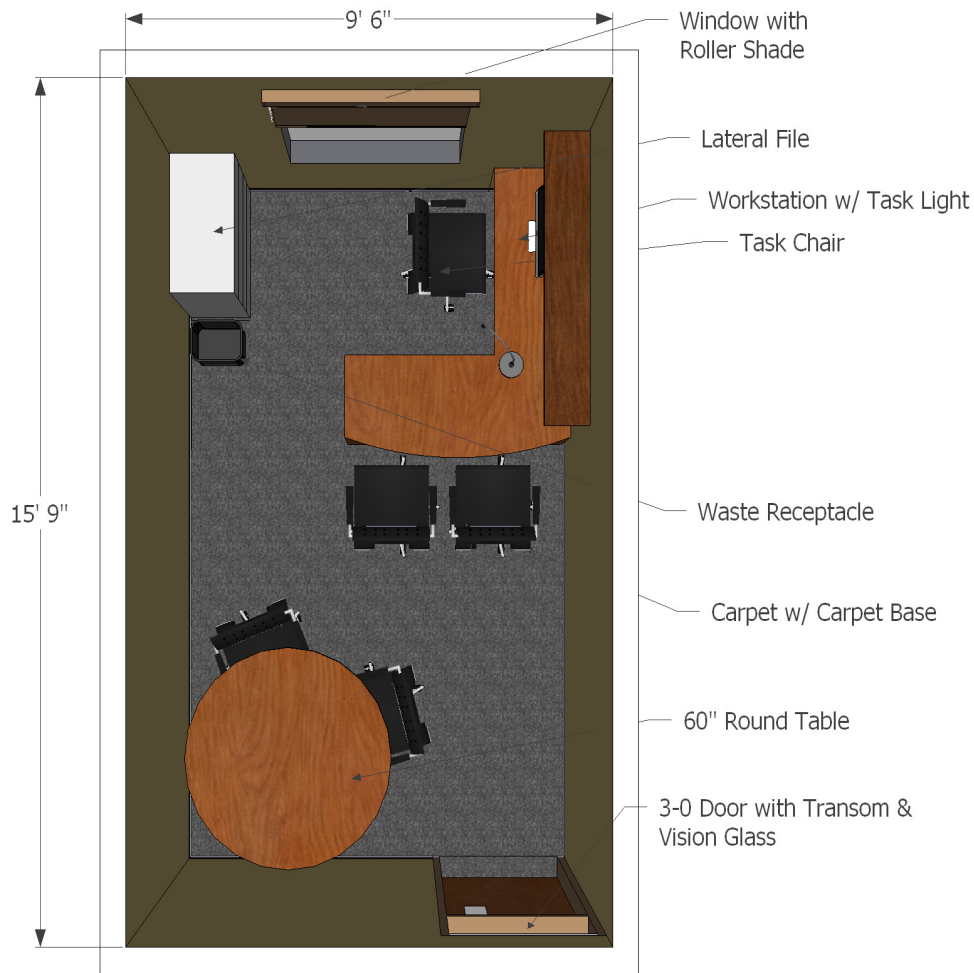 9' 6"
Window with
Roller Shade
Lateral File
Workstation w/ Task Light
Task Chair
15' 9"
Waste Receptacle
Carpet w/ Carpet Base
60" Round Table
3-0 Door with Transom &
Vision Glass